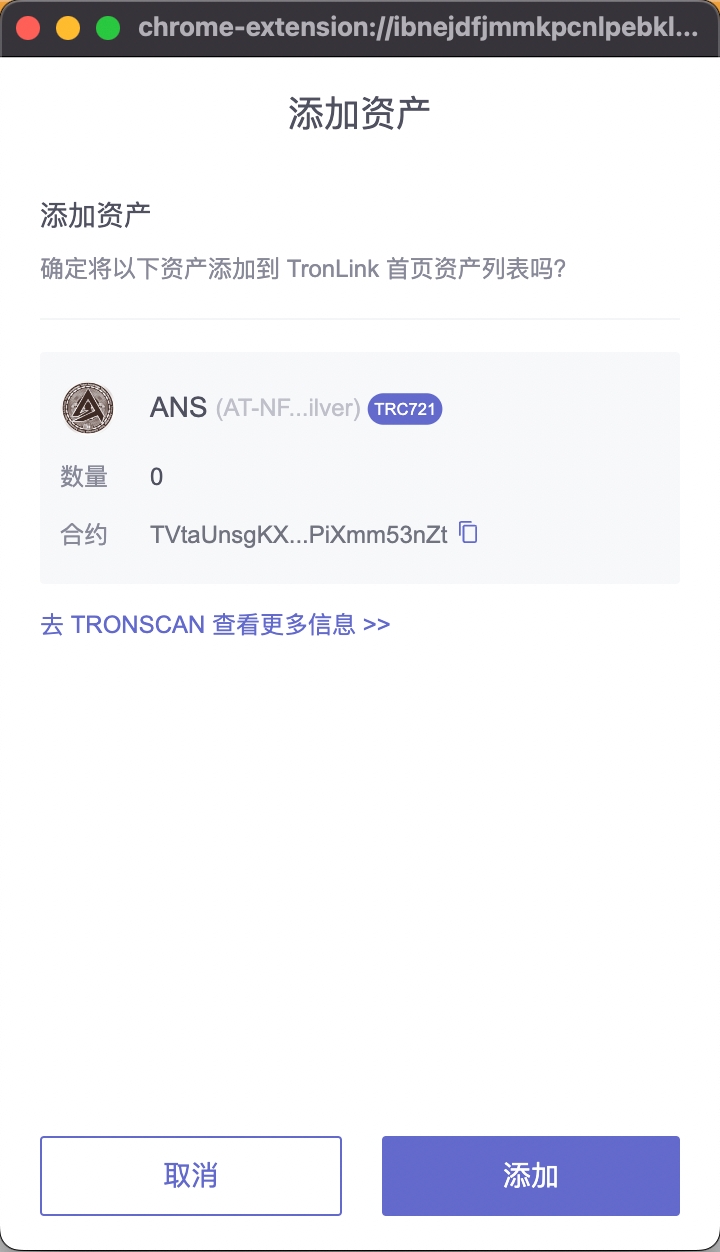 chrome-extension://ibnejdfjmmkpcnlpebkl...
添加资产
添加资产
确定将以下资产添加到 TronLink 首页资产列表吗?
ANS (AT-NF...ilver) TRC721
数量 0
合约 TVtaUnsgKX...PiXmm53nZt
去 TRONSCAN 查看更多信息 >>
取消 添加